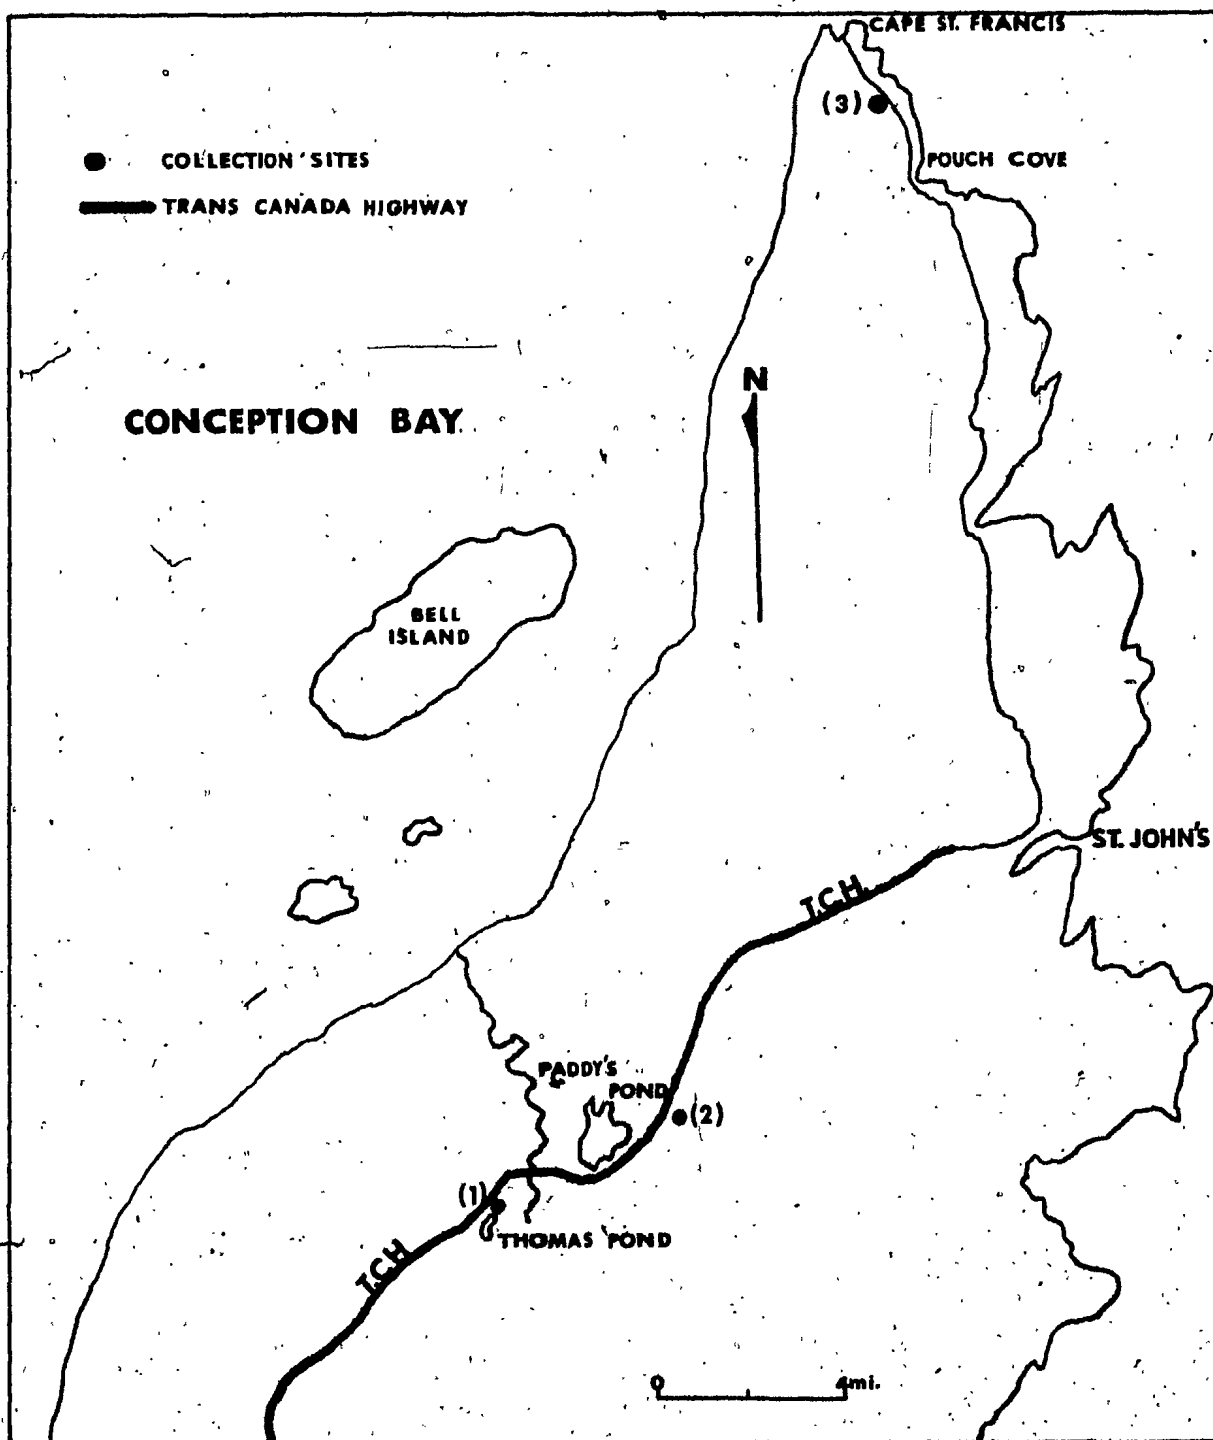 CAPE ST. FRANCIS
(3)
COLLECTION SITES
POUCH COVE
TRANS CANADA HIGHWAY
N
CONCEPTION BAY
BELL
ISLAND
ST. JOHN'S
T.C.H.
PADDY'S
POND
(2)
(1)
THOMAS POND
T.C.H
0 4mi.